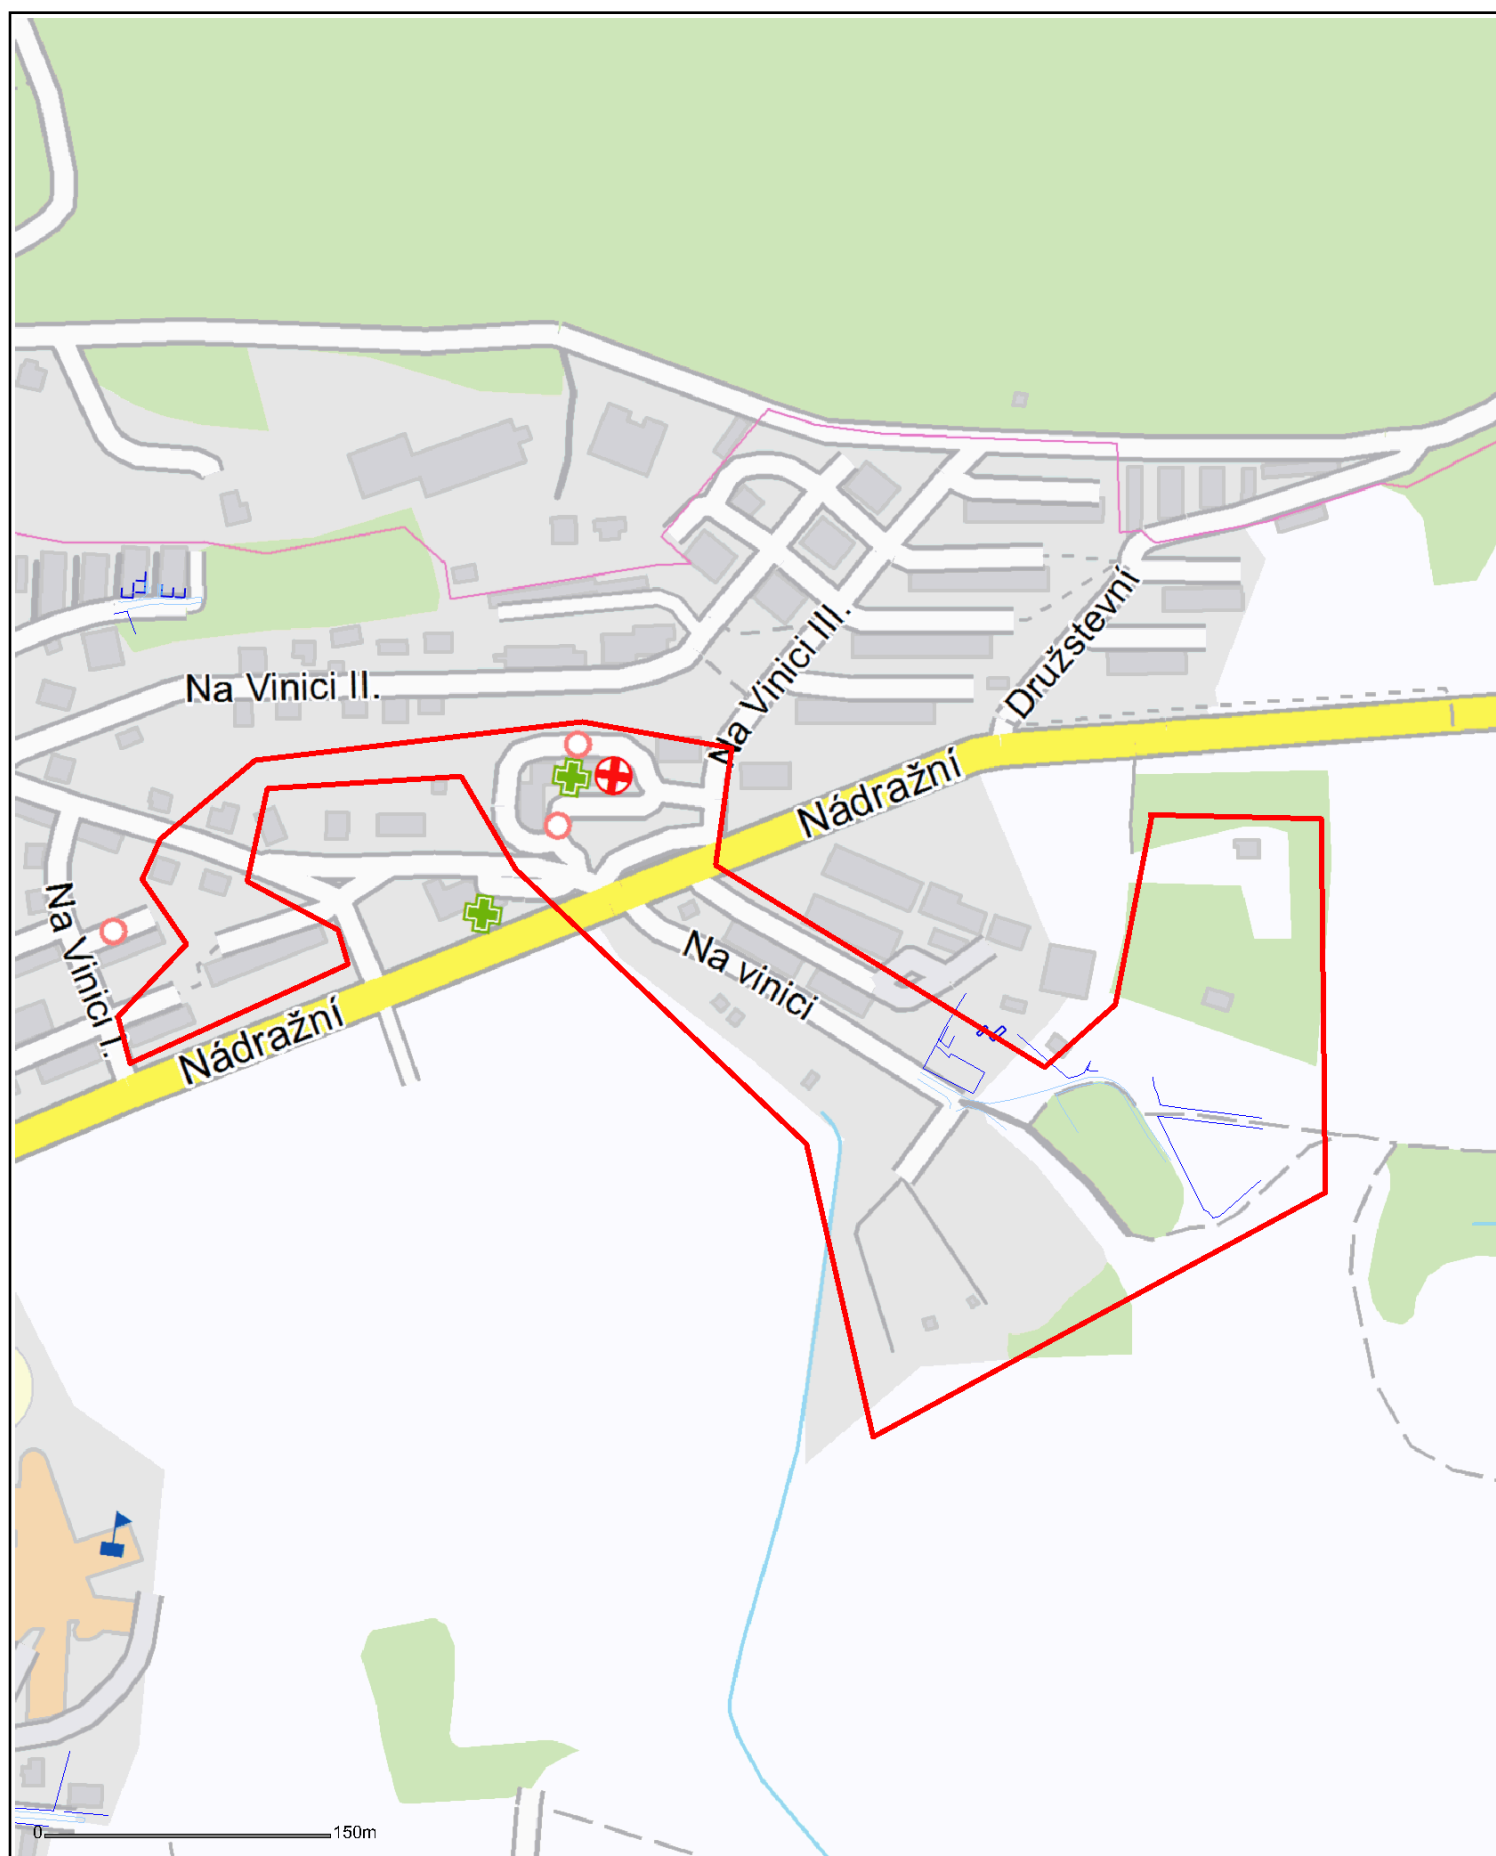 Družstevní
Na Vinici III.
Na Vinici II.
Nádražní
Na Vinici I.
Na vinici
Nádražní
0 150m